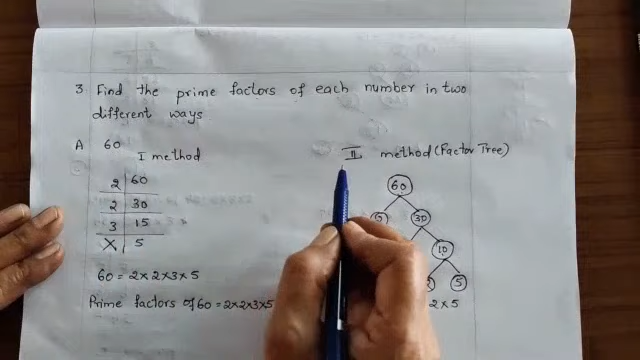 3 Find the prime factors of each number in two
different ways.
A 60
I method
2 60
2 30
3 15
X 5
60 = 2×2×3×5
Prime factors of 60 = 2×2×3×5
II method (Factor Tree)
60
30
10
5
2×5